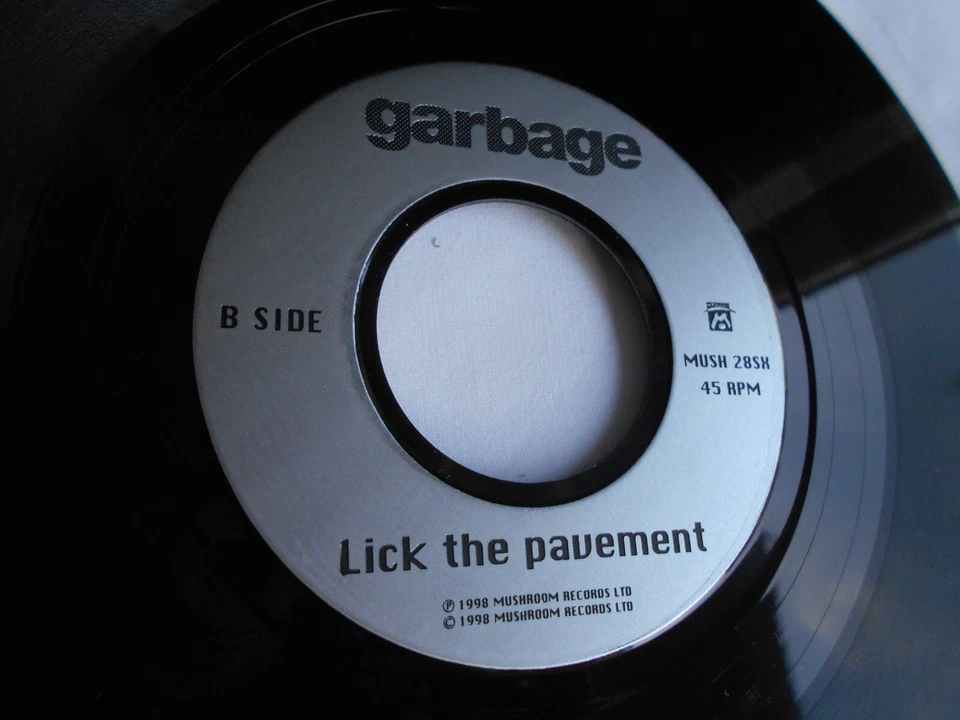 garbage
B SIDE
MUSH 28SX
45 RPM
Lick the pavement
℗ 1998 MUSHROOM RECORDS LTD
© 1998 MUSHROOM RECORDS LTD